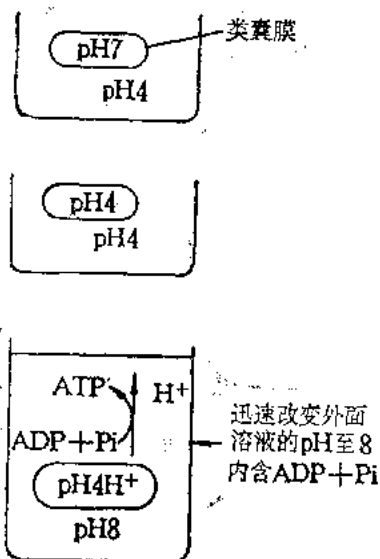 pH7
类囊膜
pH4
pH4
pH4
ATP
H⁺
ADP+Pi
迅速改变外面
溶液的pH至8
内含ADP+Pi
pH4H⁺
pH8